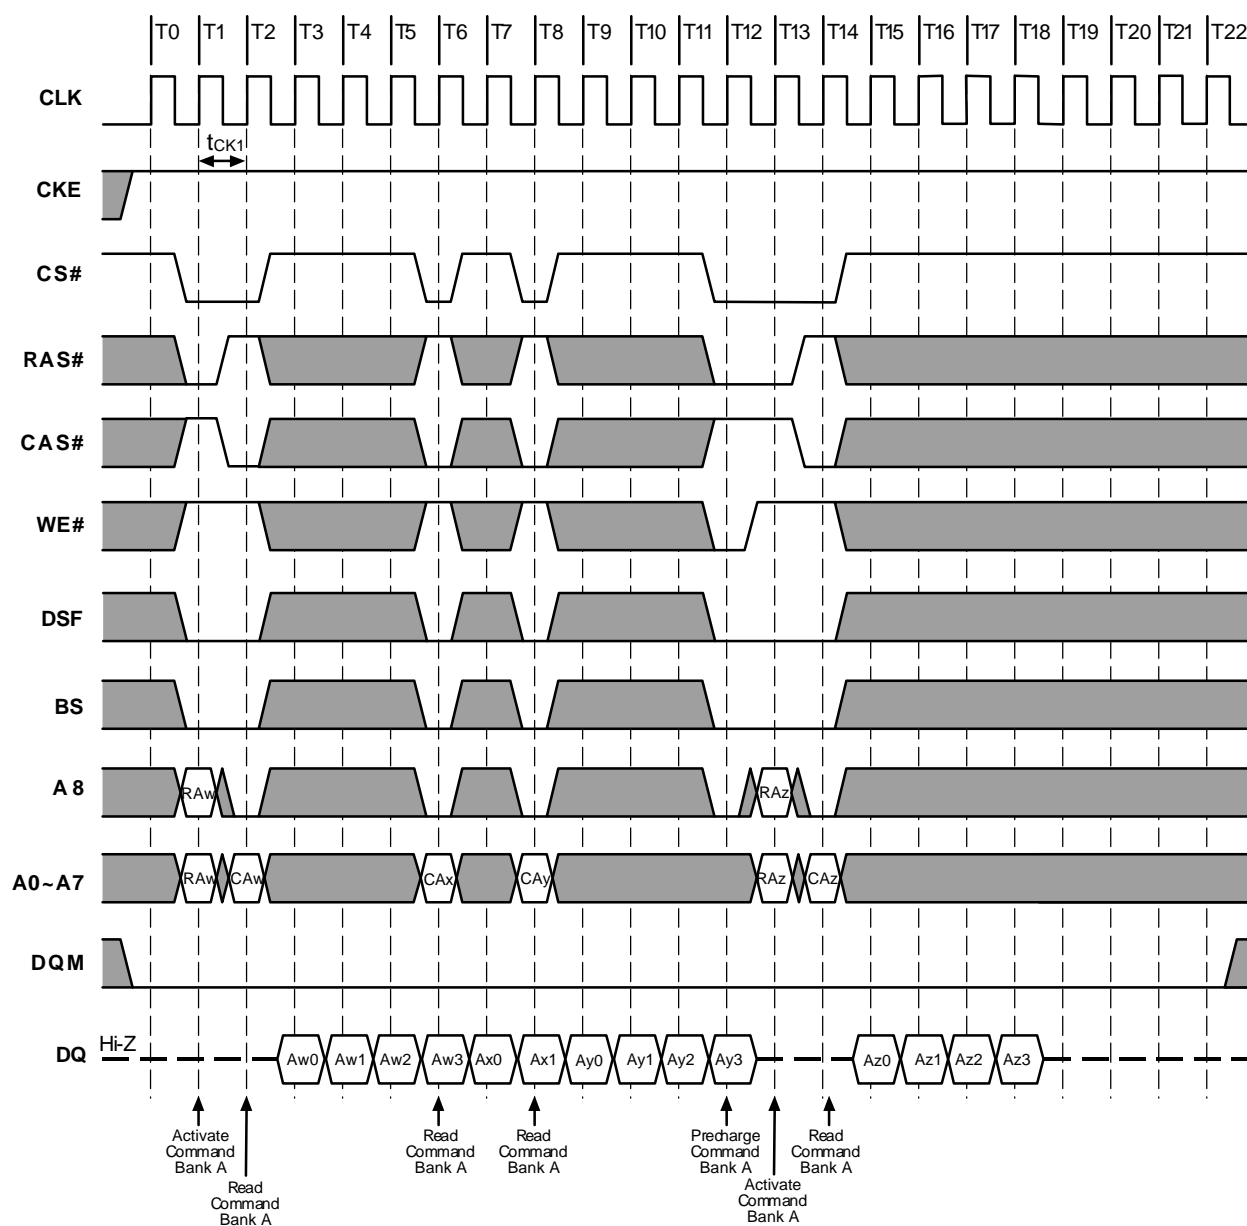 T0 T1 T2 T3 T4 T5 T6 T7 T8 T9 T10 T11 T12 T13 T14 T15 T16 T17 T18 T19 T20 T21 T22
CLK
tCK1
CKE
CS#
RAS#
CAS#
WE#
DSF
BS
A8 RAw RAz
A0~A7 RAw CAw CAx CAy RAz CAz
DQM
DQ Hi-Z Aw0 Aw1 Aw2 Aw3 Ax0 Ax1 Ay0 Ay1 Ay2 Ay3 Az0 Az1 Az2 Az3
Activate
Command
Bank A
Read
Command
Bank A
Read
Command
Bank A
Read
Command
Bank A
Precharge
Command
Bank A
Activate
Command
Bank A
Read
Command
Bank A